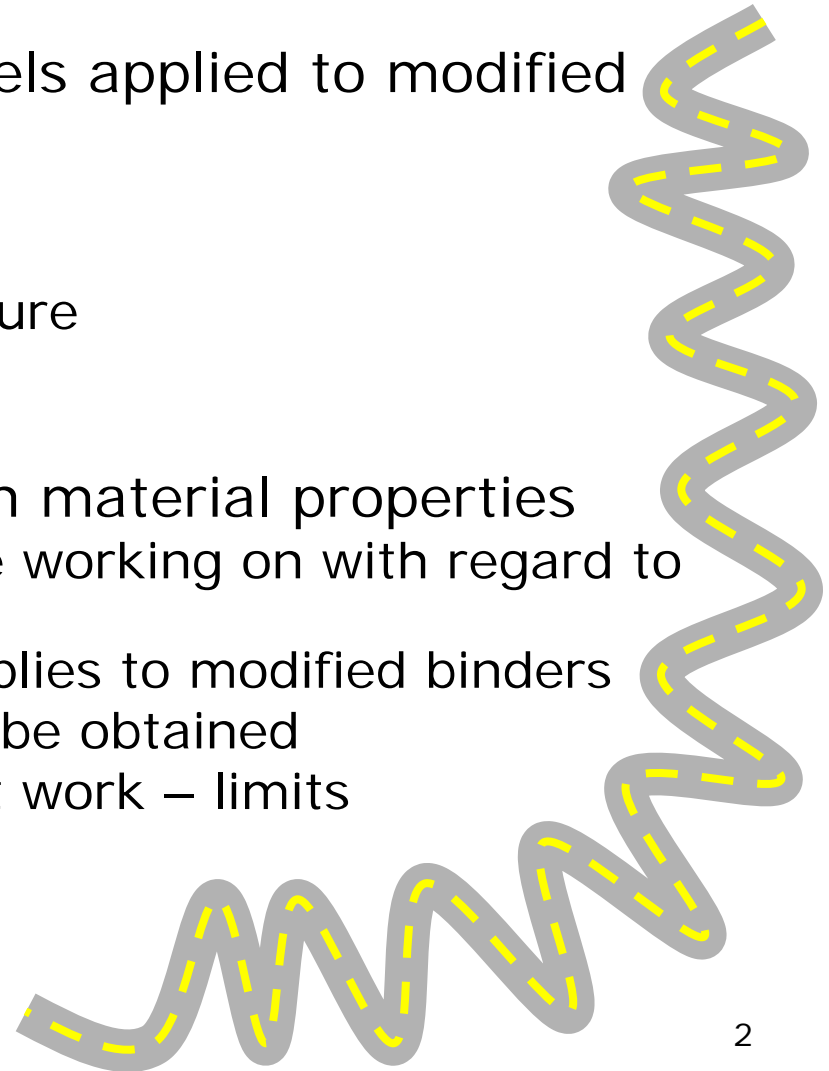 els applied to modified
ure
n material properties
e working on with regard to
plies to modified binders
be obtained
t work – limits
2